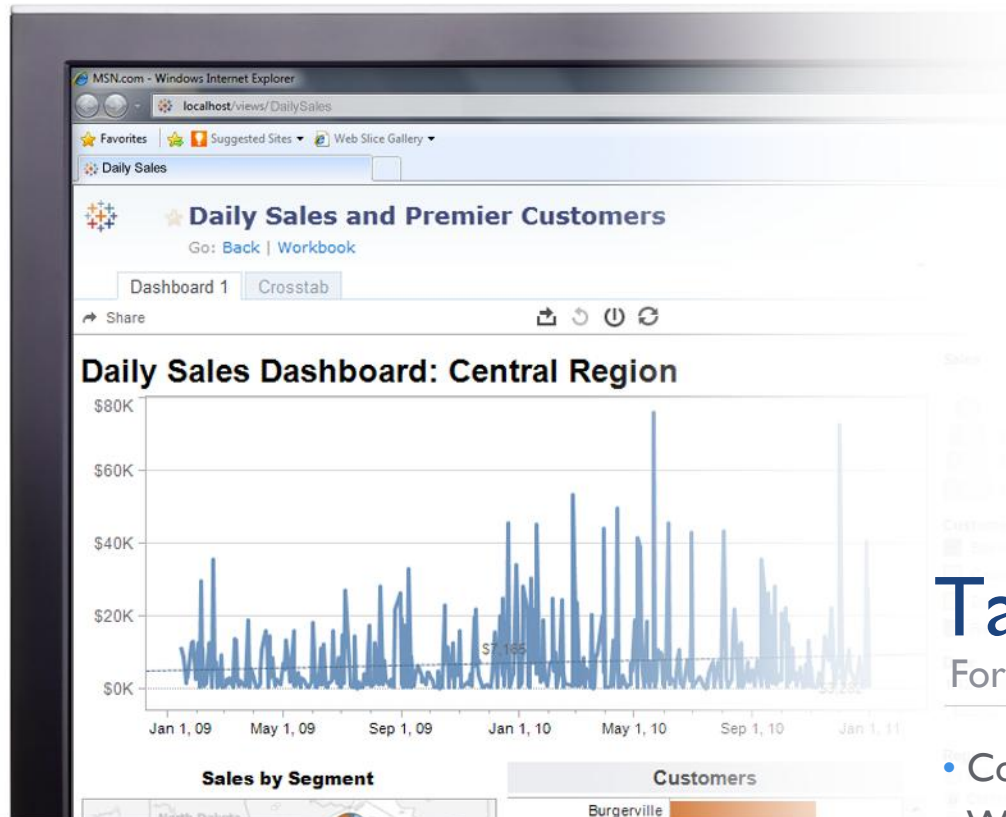 MSN.com - Windows Internet Explorer
localhost/views/DailySales
Favorites Suggested Sites Web Slice Gallery
Daily Sales
Daily Sales and Premier Customers
Go: Back | Workbook
Dashboard 1 Crosstab
Share
Daily Sales Dashboard: Central Region
$80K
$60K
$40K
$20K
$7,165
$0K
Jan 1, 09 May 1, 09 Sep 1, 09 Jan 1, 10 May 1, 10 Sep 1, 10 Jan 1, 11
Sales by Segment Customers
North Dakota
Burgerville
Ta
For
• Co